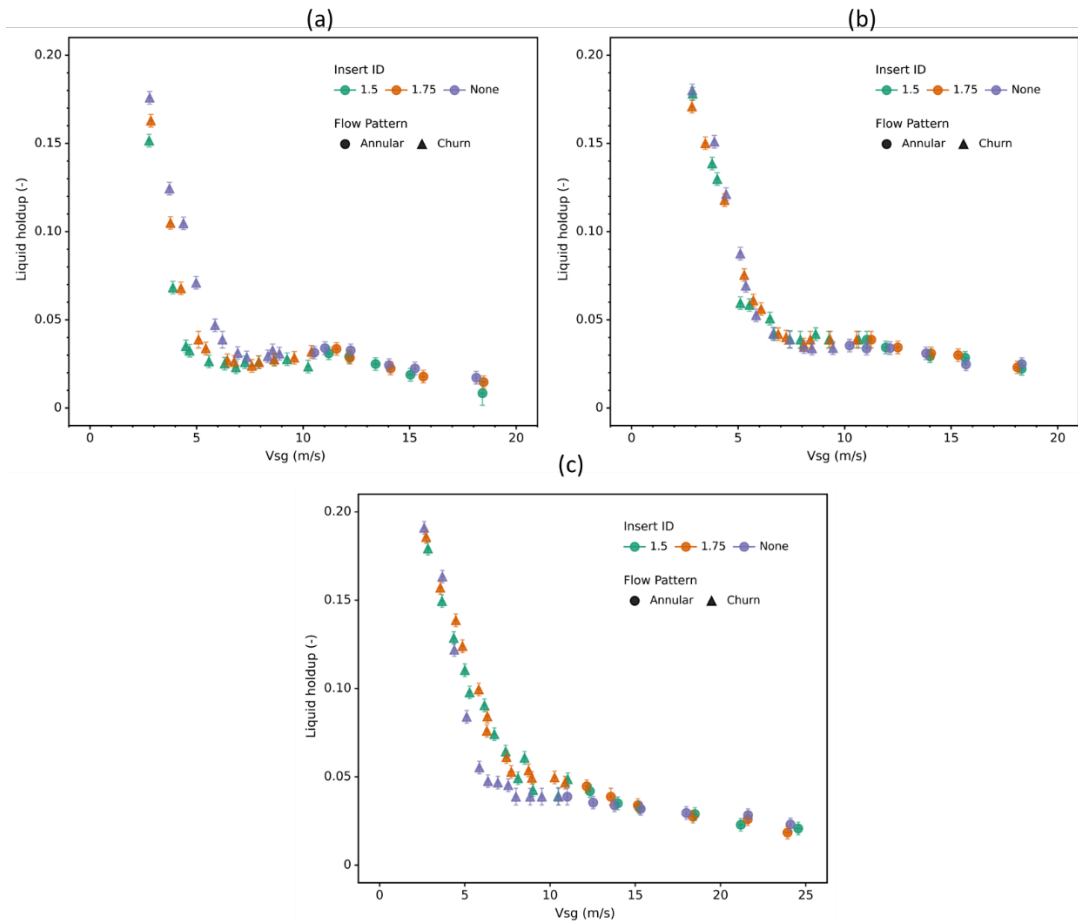 (a)
0.20
0.15
0.10
0.05
0
Liquid holdup (-)
Insert ID
1.5 1.75 None
Flow Pattern
Annular Churn
0 5 10 15 20
Vsg (m/s)
(b)
0.20
0.15
0.10
0.05
0
Liquid holdup (-)
Insert ID
1.5 1.75 None
Flow Pattern
Annular Churn
0 5 10 15 20
Vsg (m/s)
(c)
0.20
0.15
0.10
0.05
0
Liquid holdup (-)
Insert ID
1.5 1.75 None
Flow Pattern
Annular Churn
0 5 10 15 20 25
Vsg (m/s)